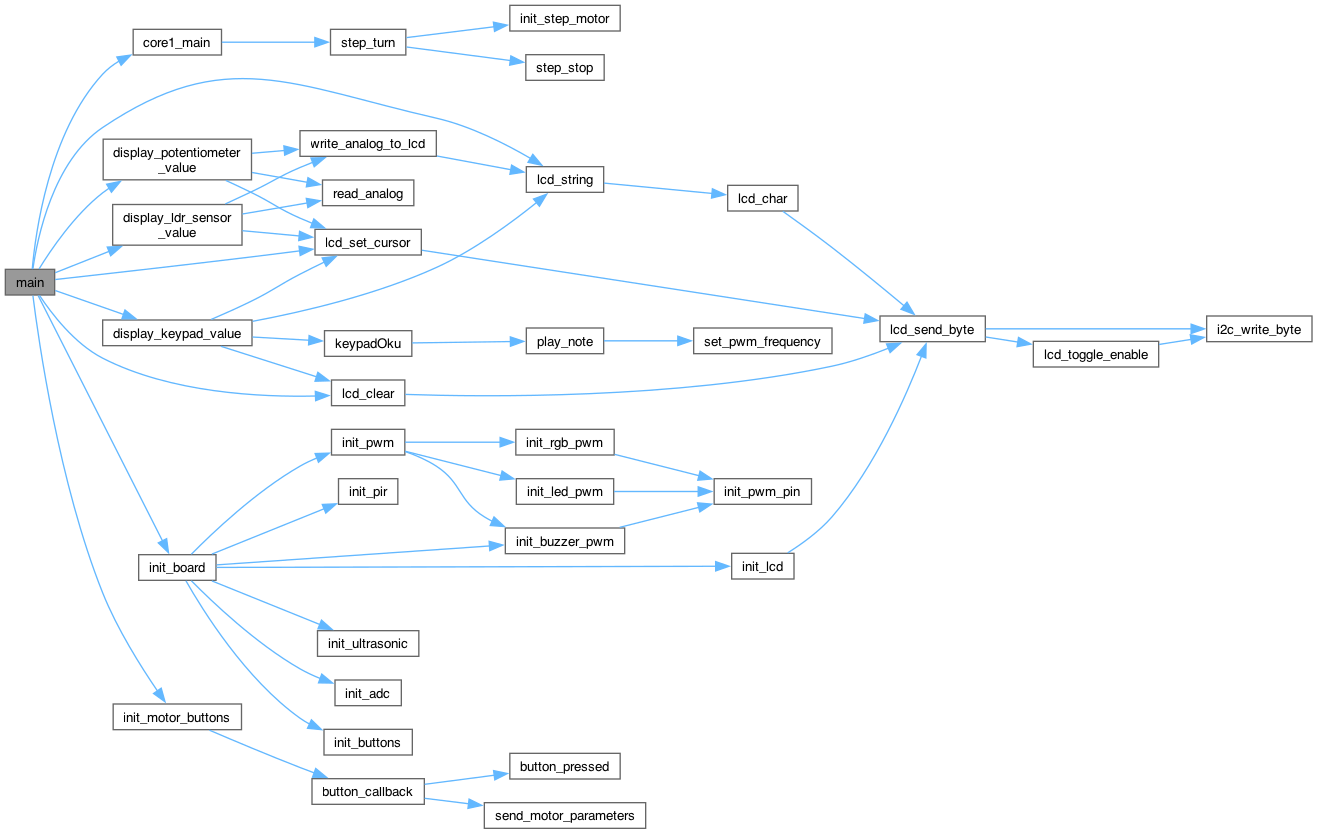 init_step_motor
core1_main
step_turn
step_stop
display_potentiometer
_value
write_analog_to_lcd
lcd_string
read_analog
lcd_char
display_ldr_sensor
_value
lcd_set_cursor
main
display_keypad_value
keypadOku
play_note
set_pwm_frequency
lcd_send_byte
i2c_write_byte
lcd_toggle_enable
lcd_clear
init_pwm
init_rgb_pwm
init_pir
init_led_pwm
init_pwm_pin
init_buzzer_pwm
init_board
init_lcd
init_ultrasonic
init_adc
init_motor_buttons
init_buttons
button_pressed
button_callback
send_motor_parameters